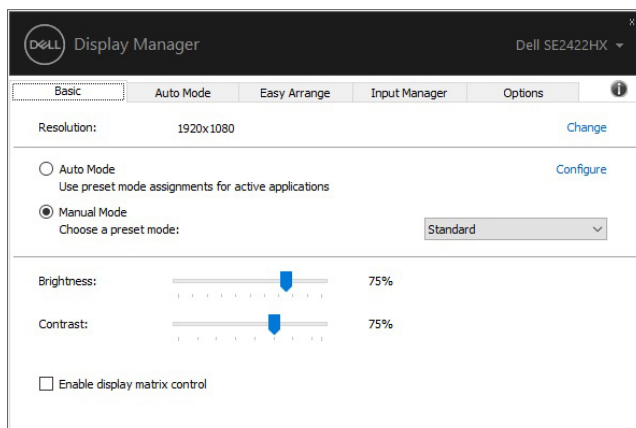 DELL Display Manager Dell SE2422HX
Basic Auto Mode Easy Arrange Input Manager Options
Resolution: 1920x1080 Change
Auto Mode Configure
Use preset mode assignments for active applications
Manual Mode
Choose a preset mode: Standard
Brightness: 75%
Contrast: 75%
Enable display matrix control